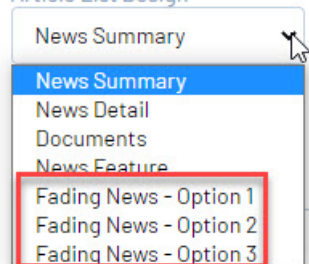 Article List Design
News Summary
News Summary
News Detail
Documents
News Feature
Fading News - Option 1
Fading News - Option 2
Fading News - Option 3